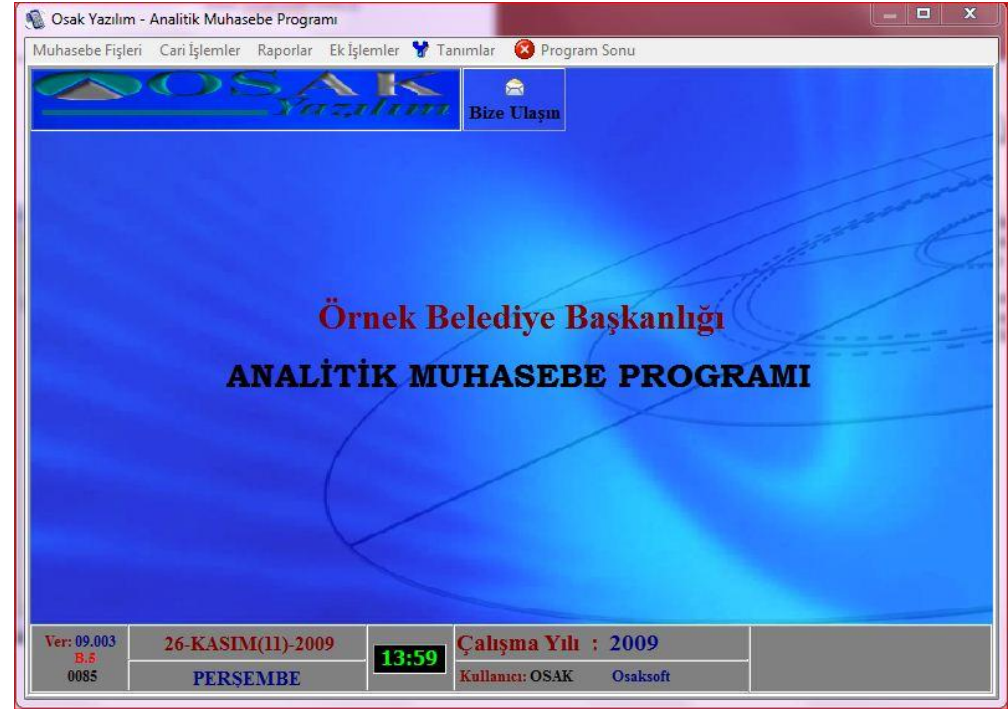 Osak Yazılım - Analitik Muhasebe Programı
Muhasebe Fişleri Cari İşlemler Raporlar Ek İşlemler Tanımlar Program Sonu
OSAK
Yazılım
Bize Ulaşın
Örnek Belediye Başkanlığı
ANALİTİK MUHASEBE PROGRAMI
Ver: 09.003
B.5
0085
26-KASIM(11)-2009
PERŞEMBE
13:59
Çalışma Yılı : 2009
Kullanıcı: OSAK Osaksoft